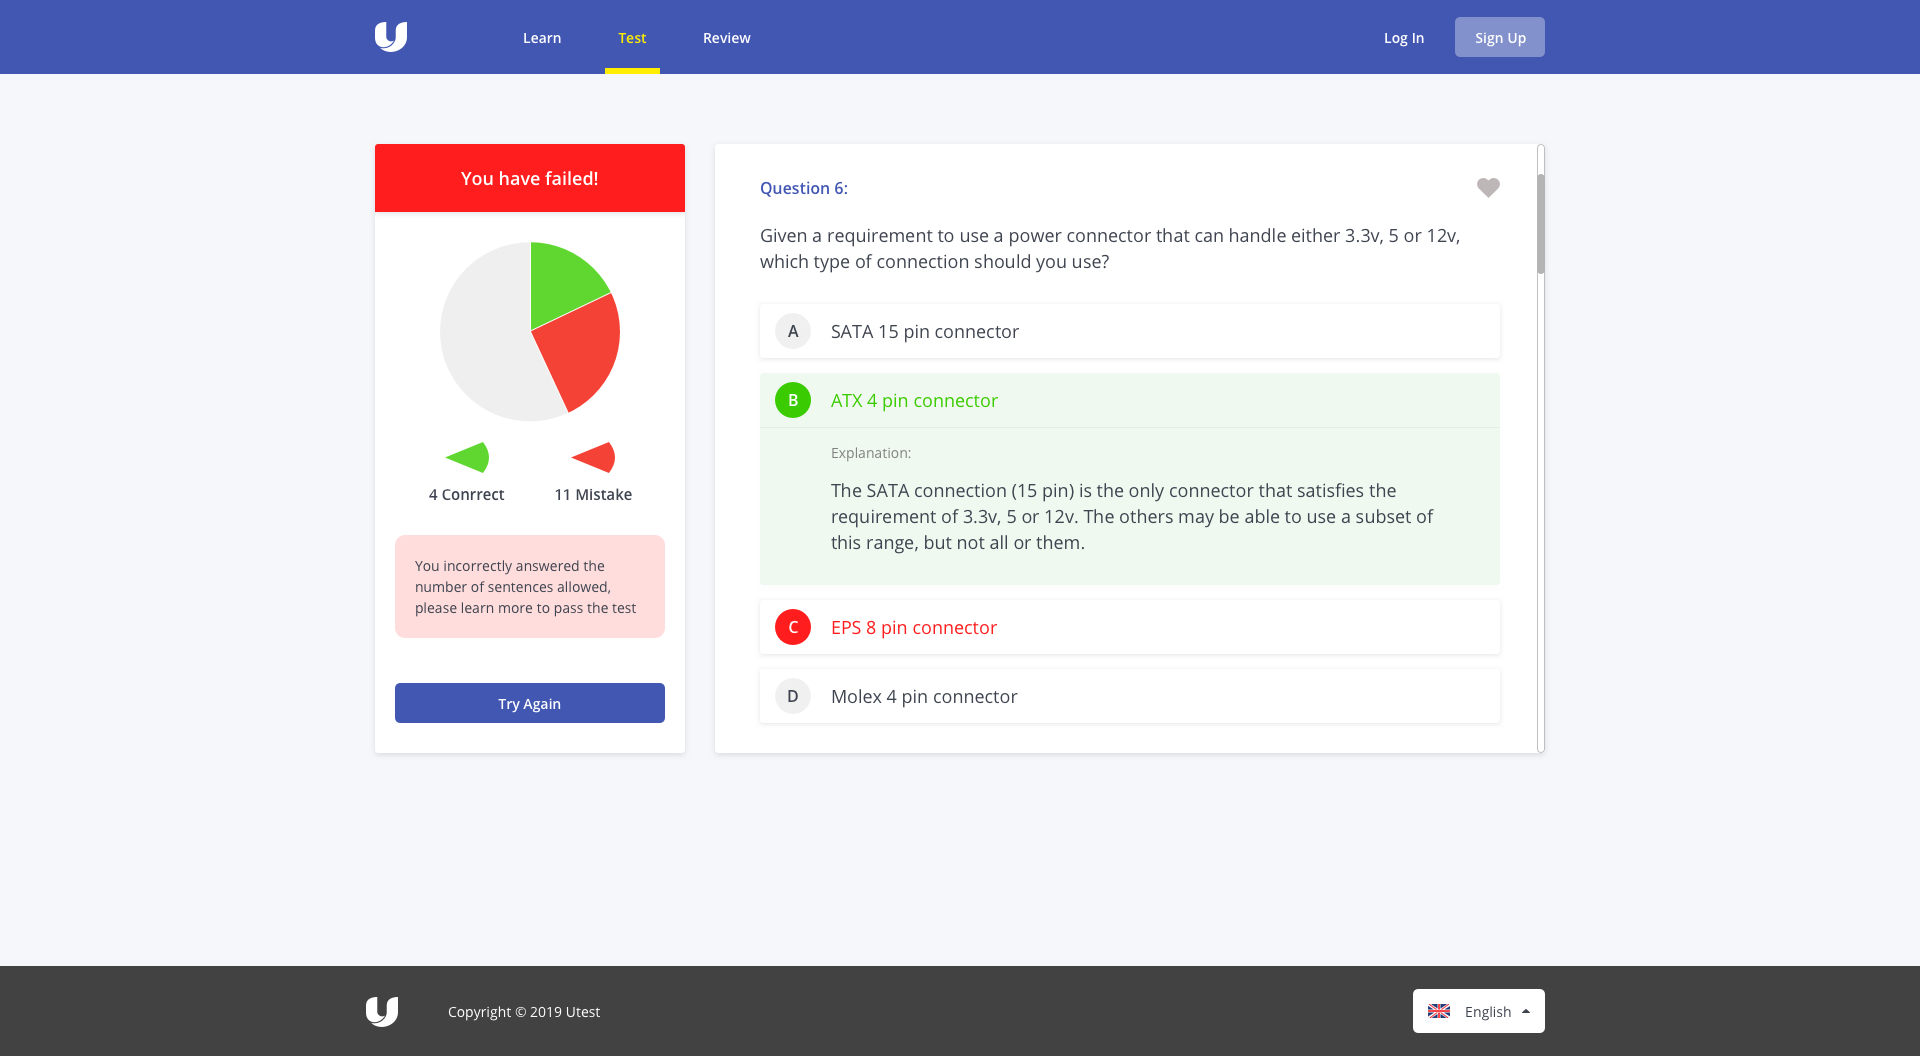 Learn
Test
Review
Log In
Sign Up
You have failed!
4 Conrrect
11 Mistake
You incorrectly answered the
number of sentences allowed,
please learn more to pass the test
Try Again
Question 6:
Given a requirement to use a power connector that can handle either 3.3v, 5 or 12v,
which type of connection should you use?
A SATA 15 pin connector
B ATX 4 pin connector
Explanation:
The SATA connection (15 pin) is the only connector that satisfies the
requirement of 3.3v, 5 or 12v. The others may be able to use a subset of
this range, but not all or them.
C EPS 8 pin connector
D Molex 4 pin connector
Copyright © 2019 Utest
English